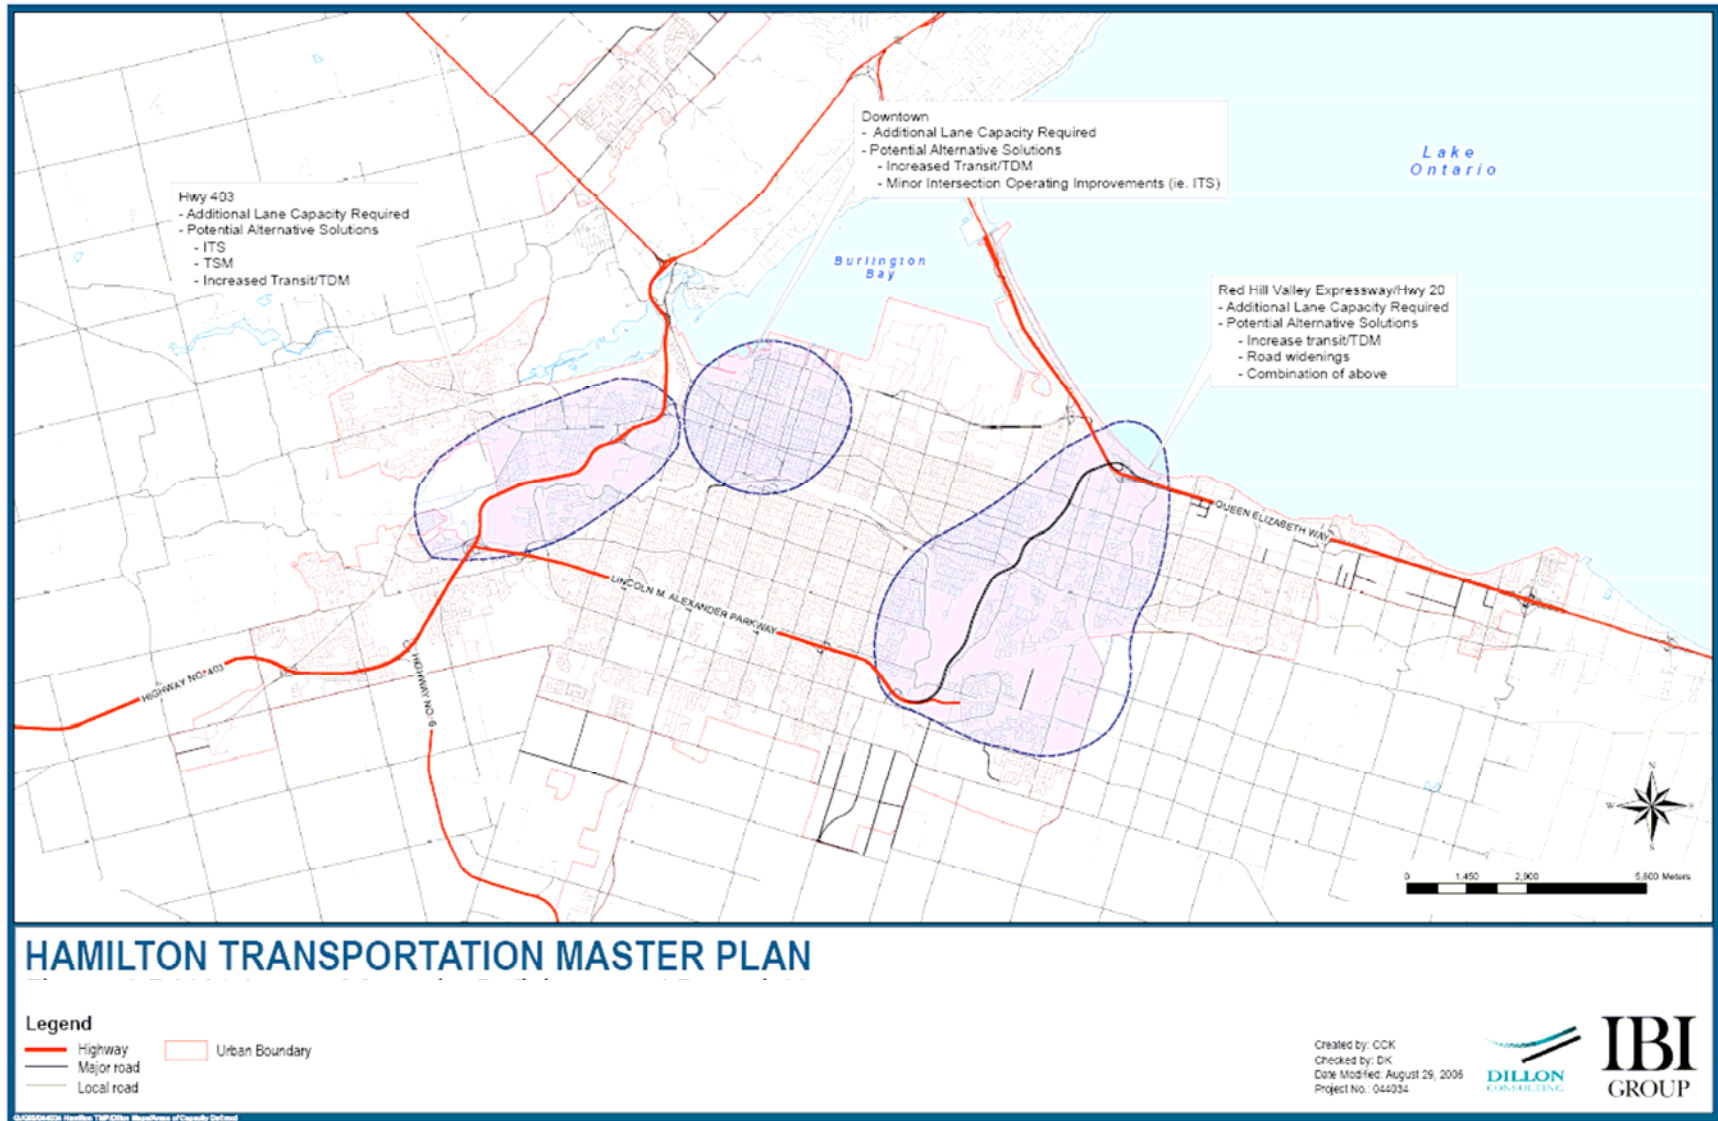 Downtown
- Additional Lane Capacity Required
- Potential Alternative Solutions
- Increased Transit/TDM
- Minor Intersection Operating Improvements (ie. ITS)
Lake
Ontario
Hwy 403
- Additional Lane Capacity Required
- Potential Alternative Solutions
- ITS
- TSM
- Increased Transit/TDM
Burlington
Bay
Red Hill Valley Expressway/Hwy 20
- Additional Lane Capacity Required
- Potential Alternative Solutions
- Increase transit/TDM
- Road widenings
- Combination of above
QUEEN ELIZABETH WAY
LINCOLN M. ALEXANDER PARKWAY
HIGHWAY NO. 403
HIGHWAY NO. 6
N
W
E
S
0 1,450 2,900 5,800 Meters
HAMILTON TRANSPORTATION MASTER PLAN
Legend
Highway
Urban Boundary
Major road
Local road
Created by: CCK
Checked by: DK
Date Modified: August 29, 2005
Project No.: 044034
DILLON
CONSULTING
IBI
GROUP